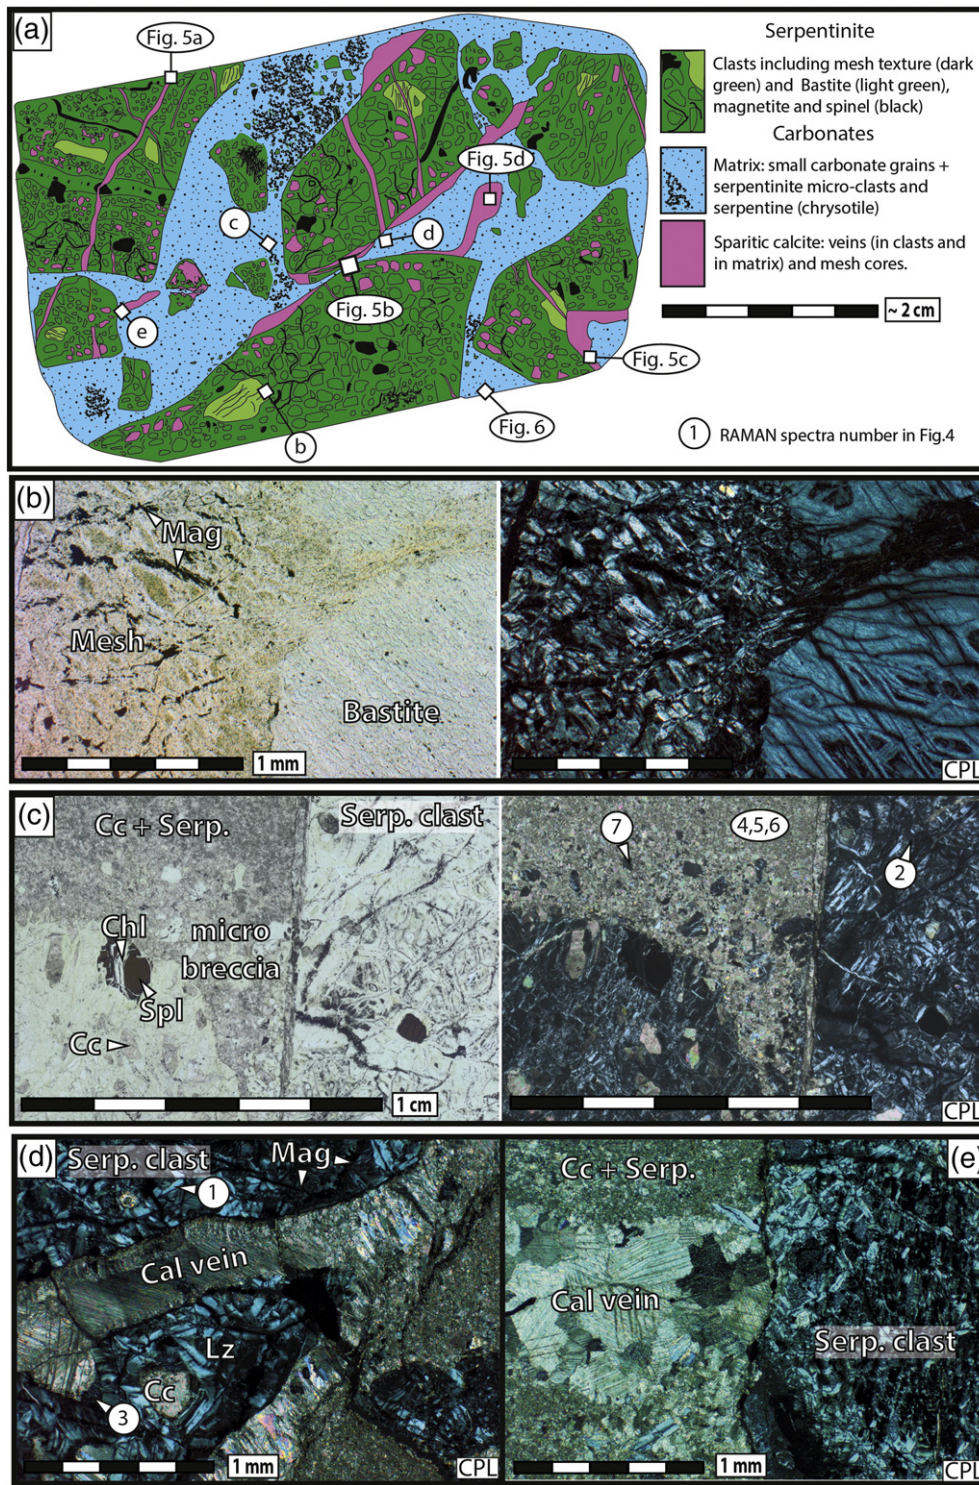 (a)
Fig. 5a
Fig. 5d
c
d
Fig. 5b
e
Fig. 5c
b
Fig. 6
Serpentinite
Clasts including mesh texture (dark
green) and Bastite (light green),
magnetite and spinel (black)
Carbonates
Matrix: small carbonate grains +
serpentinite micro-clasts and
serpentine (chrysotile)
Sparitic calcite: veins (in clasts and
in matrix) and mesh cores.
~ 2 cm
1 RAMAN spectra number in Fig.4
(b)
Mag
Mesh
Bastite
1 mm
CPL
(c)
Cc + Serp.
Serp. clast
Chl
micro
breccia
Spl
Cc
1 cm
7
4,5,6
2
CPL
(d)
Serp. clast
Mag
1
Cal vein
Lz
Cc
3
1 mm
CPL
(e)
Cc + Serp.
Cal vein
Serp. clast
1 mm
CPL